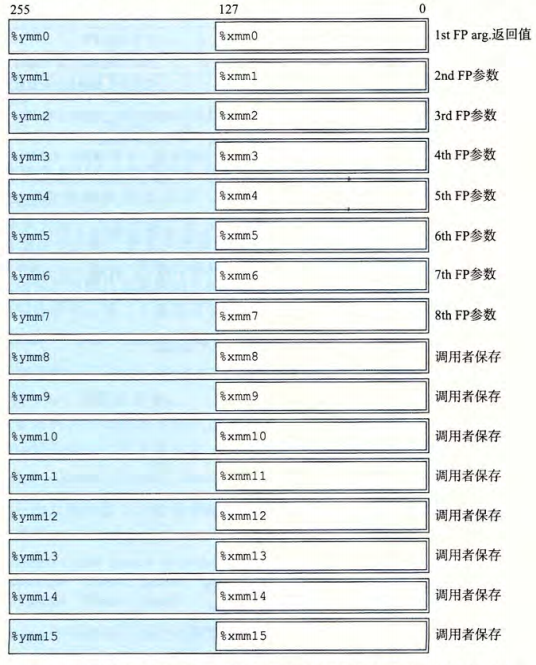 255 127 0
%ymm0 %xmm0 1st FP arg.返回值
%ymm1 %xmm1 2nd FP参数
%ymm2 %xmm2 3rd FP参数
%ymm3 %xmm3 4th FP参数
%ymm4 %xmm4 5th FP参数
%ymm5 %xmm5 6th FP参数
%ymm6 %xmm6 7th FP参数
%ymm7 %xmm7 8th FP参数
%ymm8 %xmm8 调用者保存
%ymm9 %xmm9 调用者保存
%ymm10 %xmm10 调用者保存
%ymm11 %xmm11 调用者保存
%ymm12 %xmm12 调用者保存
%ymm13 %xmm13 调用者保存
%ymm14 %xmm14 调用者保存
%ymm15 %xmm15 调用者保存